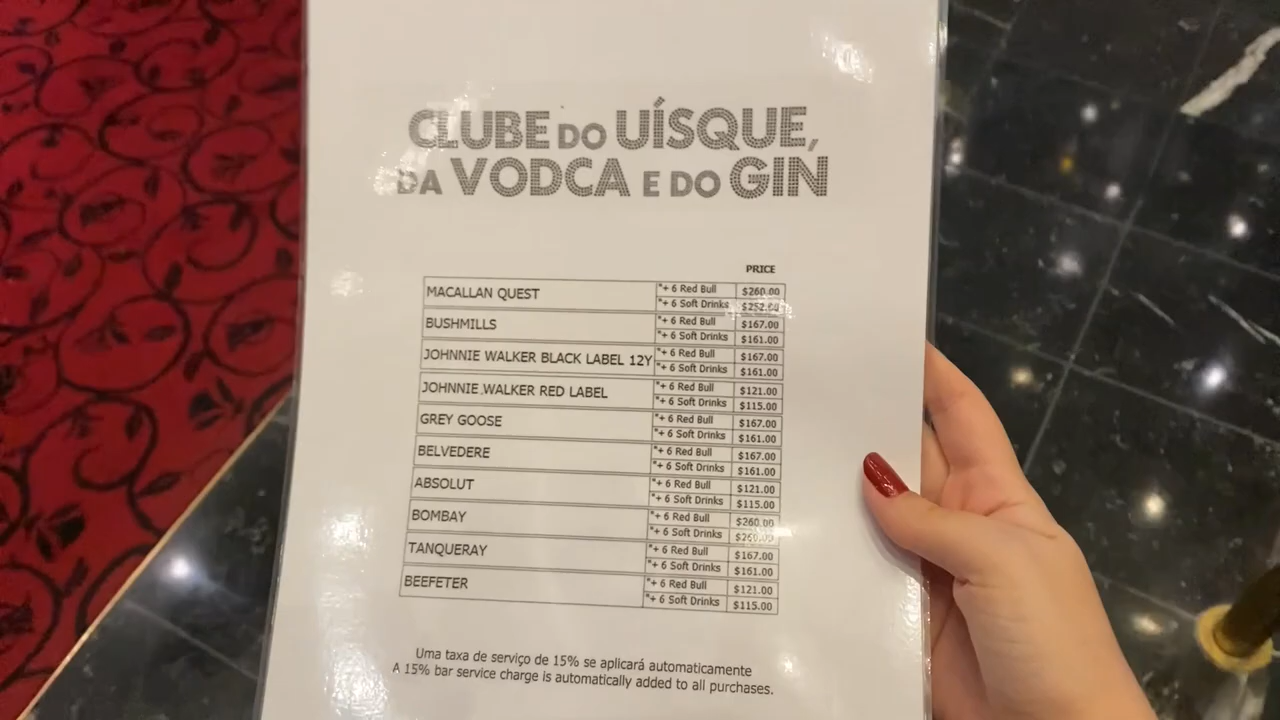 CLUBE DO UÍSQUE,
DA VODCA E DO GIN
PRICE
MACALLAN QUEST *+ 6 Red Bull $260.00
*+ 6 Soft Drinks $252.00
BUSHMILLS *+ 6 Red Bull $167.00
*+ 6 Soft Drinks $161.00
JOHNNIE WALKER BLACK LABEL 12Y *+ 6 Red Bull $167.00
*+ 6 Soft Drinks $161.00
JOHNNIE WALKER RED LABEL *+ 6 Red Bull $121.00
*+ 6 Soft Drinks $115.00
GREY GOOSE *+ 6 Red Bull $167.00
*+ 6 Soft Drinks $161.00
BELVEDERE *+ 6 Red Bull $167.00
*+ 6 Soft Drinks $161.00
ABSOLUT *+ 6 Red Bull $121.00
*+ 6 Soft Drinks $115.00
BOMBAY *+ 6 Red Bull $260.00
*+ 6 Soft Drinks $260.00
TANQUERAY *+ 6 Red Bull $167.00
*+ 6 Soft Drinks $161.00
BEEFETER *+ 6 Red Bull $121.00
*+ 6 Soft Drinks $115.00
Uma taxa de serviço de 15% se aplicará automaticamente
A 15% bar service charge is automatically added to all purchases.